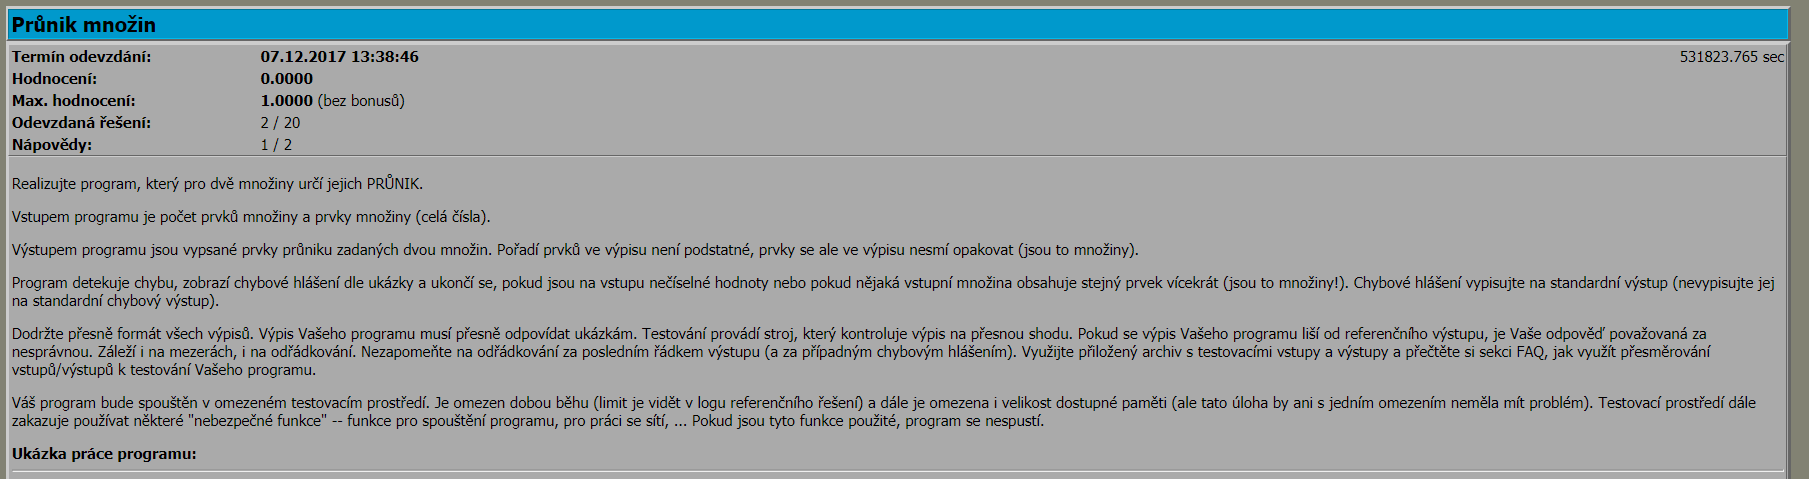 Průnik množin
Termín odevzdání: 07.12.2017 13:38:46 531823.765 sec
Hodnocení: 0.0000
Max. hodnocení: 1.0000 (bez bonusů)
Odevzdaná řešení: 2 / 20
Nápovědy: 1 / 2
Realizujte program, který pro dvě množiny určí jejich PRŮNIK.
Vstupem programu je počet prvků množiny a prvky množiny (celá čísla).
Výstupem programu jsou vypsané prvky průniku zadaných dvou množin. Pořadí prvků ve výpisu není podstatné, prvky se ale ve výpisu nesmí opakovat (jsou to množiny).
Program detekuje chybu, zobrazí chybové hlášení dle ukázky a ukončí se, pokud jsou na vstupu nečíselné hodnoty nebo pokud nějaká vstupní množina obsahuje stejný prvek vícekrát (jsou to množiny!). Chybové hlášení vypisujte na standardní výstup (nevypisujte jej
na standardní chybový výstup).
Dodržte přesně formát všech výpisů. Výpis Vašeho programu musí přesně odpovídat ukázkám. Testování provádí stroj, který kontroluje výpis na přesnou shodu. Pokud se výpis Vašeho programu liší od referenčního výstupu, je Vaše odpověď považovaná za
nesprávnou. Záleží i na mezerách, i na odřádkování. Nezapomeňte na odřádkování za posledním řádkem výstupu (a za případným chybovým hlášením). Využijte přiložený archiv s testovacími vstupy a výstupy a přečtěte si sekci FAQ, jak využít přesměrování
vstupů/výstupů k testování Vašeho programu.
Váš program bude spouštěn v omezeném testovacím prostředí. Je omezen dobou běhu (limit je vidět v logu referenčního řešení) a dále je omezena i velikost dostupné paměti (ale tato úloha by ani s jedním omezením neměla mít problém). Testovací prostředí dále
zakazuje používat některé "nebezpečné funkce" -- funkce pro spouštění programu, pro práci se sítí, ... Pokud jsou tyto funkce použité, program se nespustí.
Ukázka práce programu: